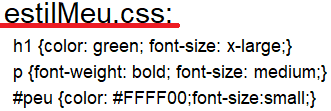 estilMeu.css:
h1 {color: green; font-size: x-large;}
p {font-weight: bold; font-size: medium;}
#peu {color: #FFFF00;font-size:small;}